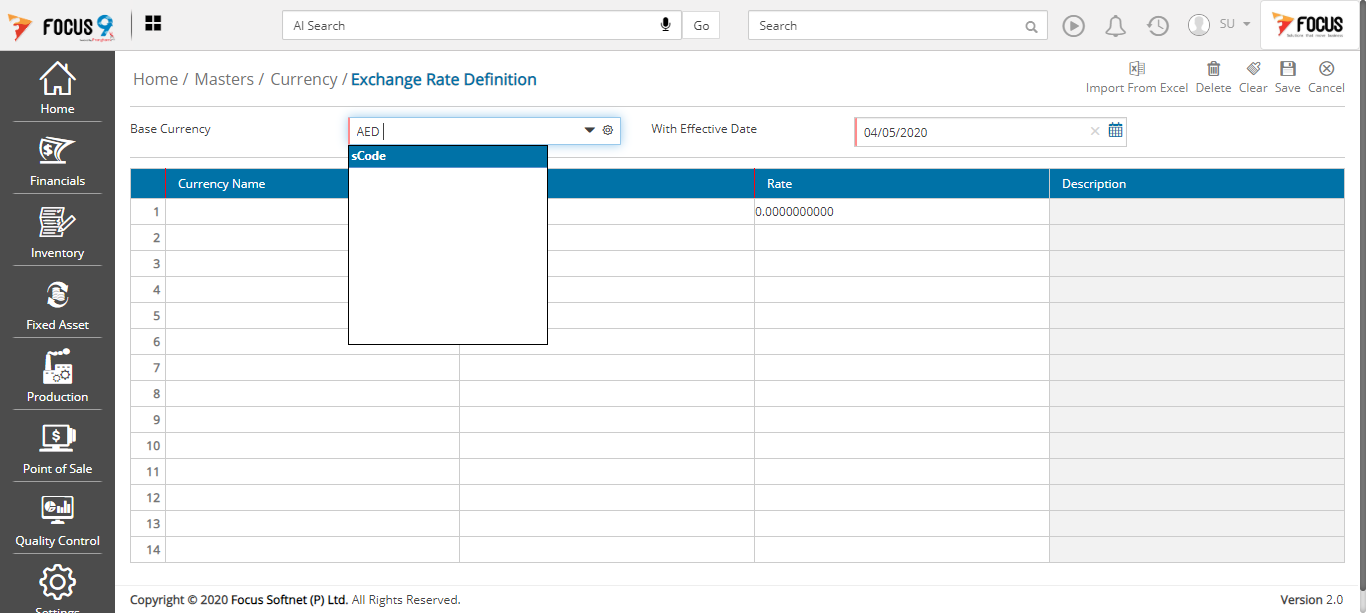 FOCUS 9
AI Search
Go
Search
SU
FOCUS
Home
Financials
Inventory
Fixed Asset
Production
Point of Sale
Quality Control
Settings
Home / Masters / Currency / Exchange Rate Definition
Import From Excel Delete Clear Save Cancel
Base Currency
AED
With Effective Date
04/05/2020
sCode
Currency Name
Rate
Description
1
0.0000000000
2
3
4
5
6
7
8
9
10
11
12
13
14
Copyright © 2020 Focus Softnet (P) Ltd. All Rights Reserved.
Version 2.0